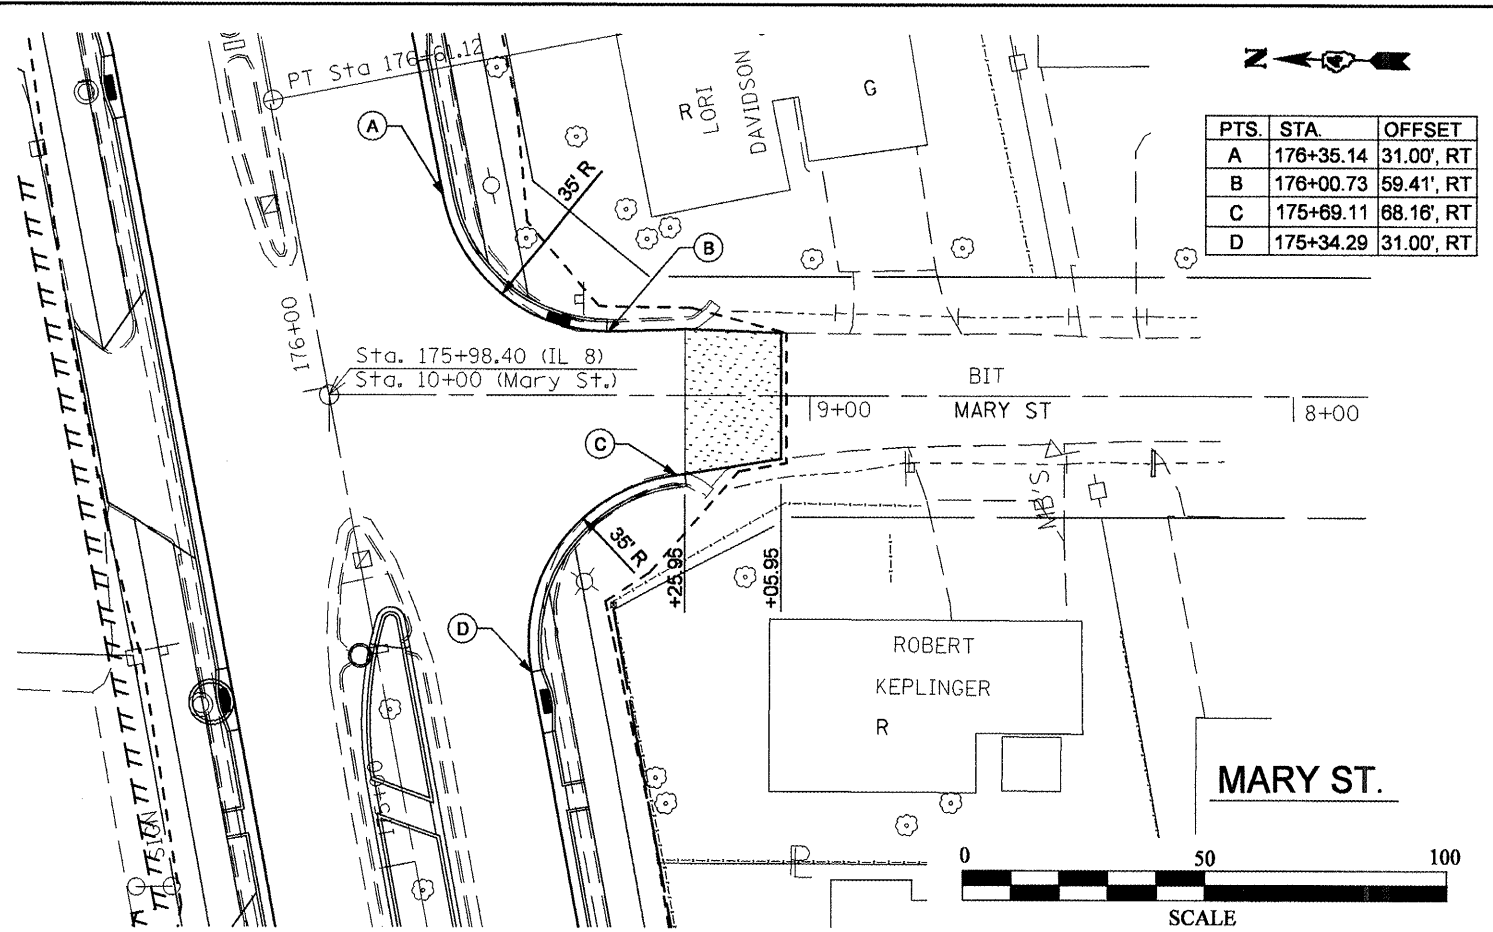 PT Sta 176+61.12
LORI
R
DAVIDSON
G
N
PTS. STA. OFFSET
A 176+35.14 31.00', RT
B 176+00.73 59.41', RT
C 175+69.11 68.16', RT
D 175+34.29 31.00', RT
A
35' R
B
176+00
Sta. 175+98.40 (IL 8)
Sta. 10+00 (Mary St.)
BIT
9+00
MARY ST
8+00
C
MB'S
35' R
+25.95
+05.95
D
ROBERT
KEPLINGER
R
MARY ST.
SIGN
P
0 50 100
SCALE